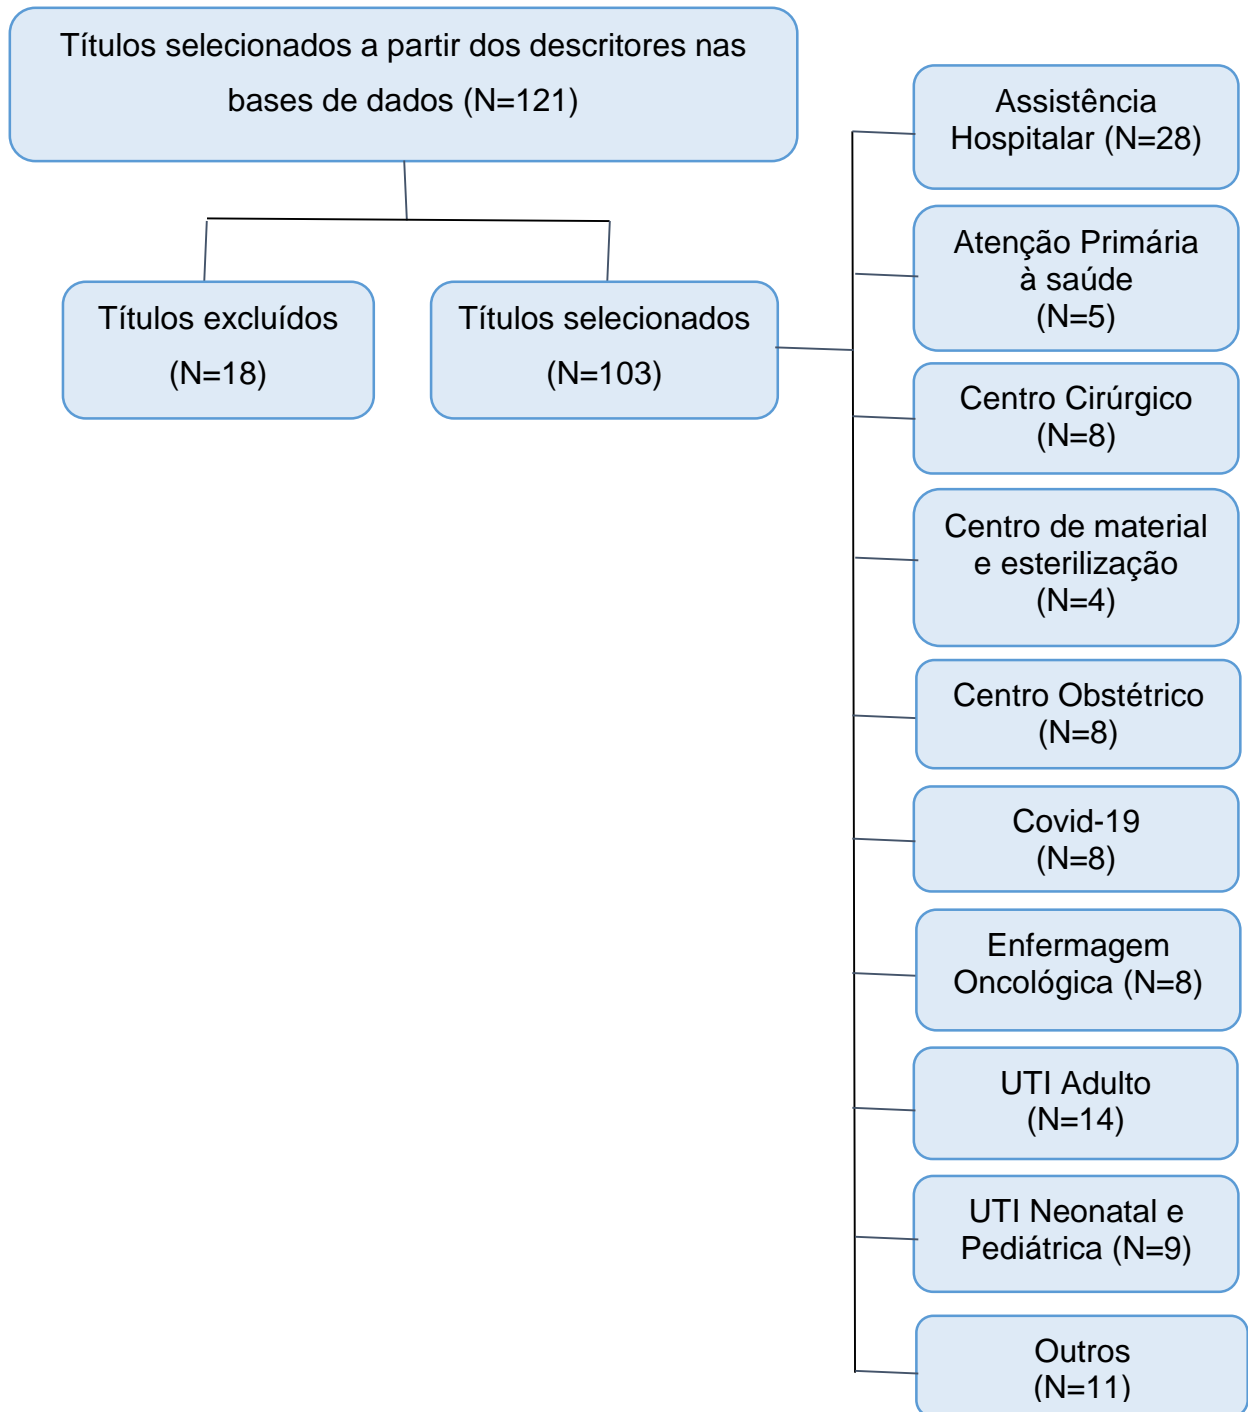 Títulos selecionados a partir dos descritores nas
bases de dados (N=121)
Títulos excluídos
(N=18)
Títulos selecionados
(N=103)
Assistência
Hospitalar (N=28)
Atenção Primária
à saúde
(N=5)
Centro Cirúrgico
(N=8)
Centro de material
e esterilização
(N=4)
Centro Obstétrico
(N=8)
Covid-19
(N=8)
Enfermagem
Oncológica (N=8)
UTI Adulto
(N=14)
UTI Neonatal e
Pediátrica (N=9)
Outros
(N=11)